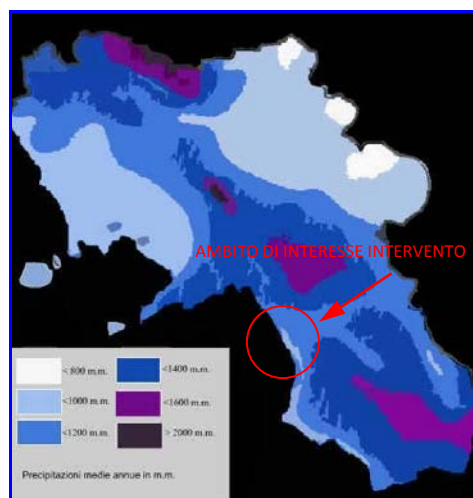 AMBITO DI INTERESSE INTERVENTO
< 800 m.m.
<1400 m.m.
<1000 m.m.
<1600 m.m.
<1200 m.m.
> 2000 m.m.
Precipitazioni medie annue in m.m.